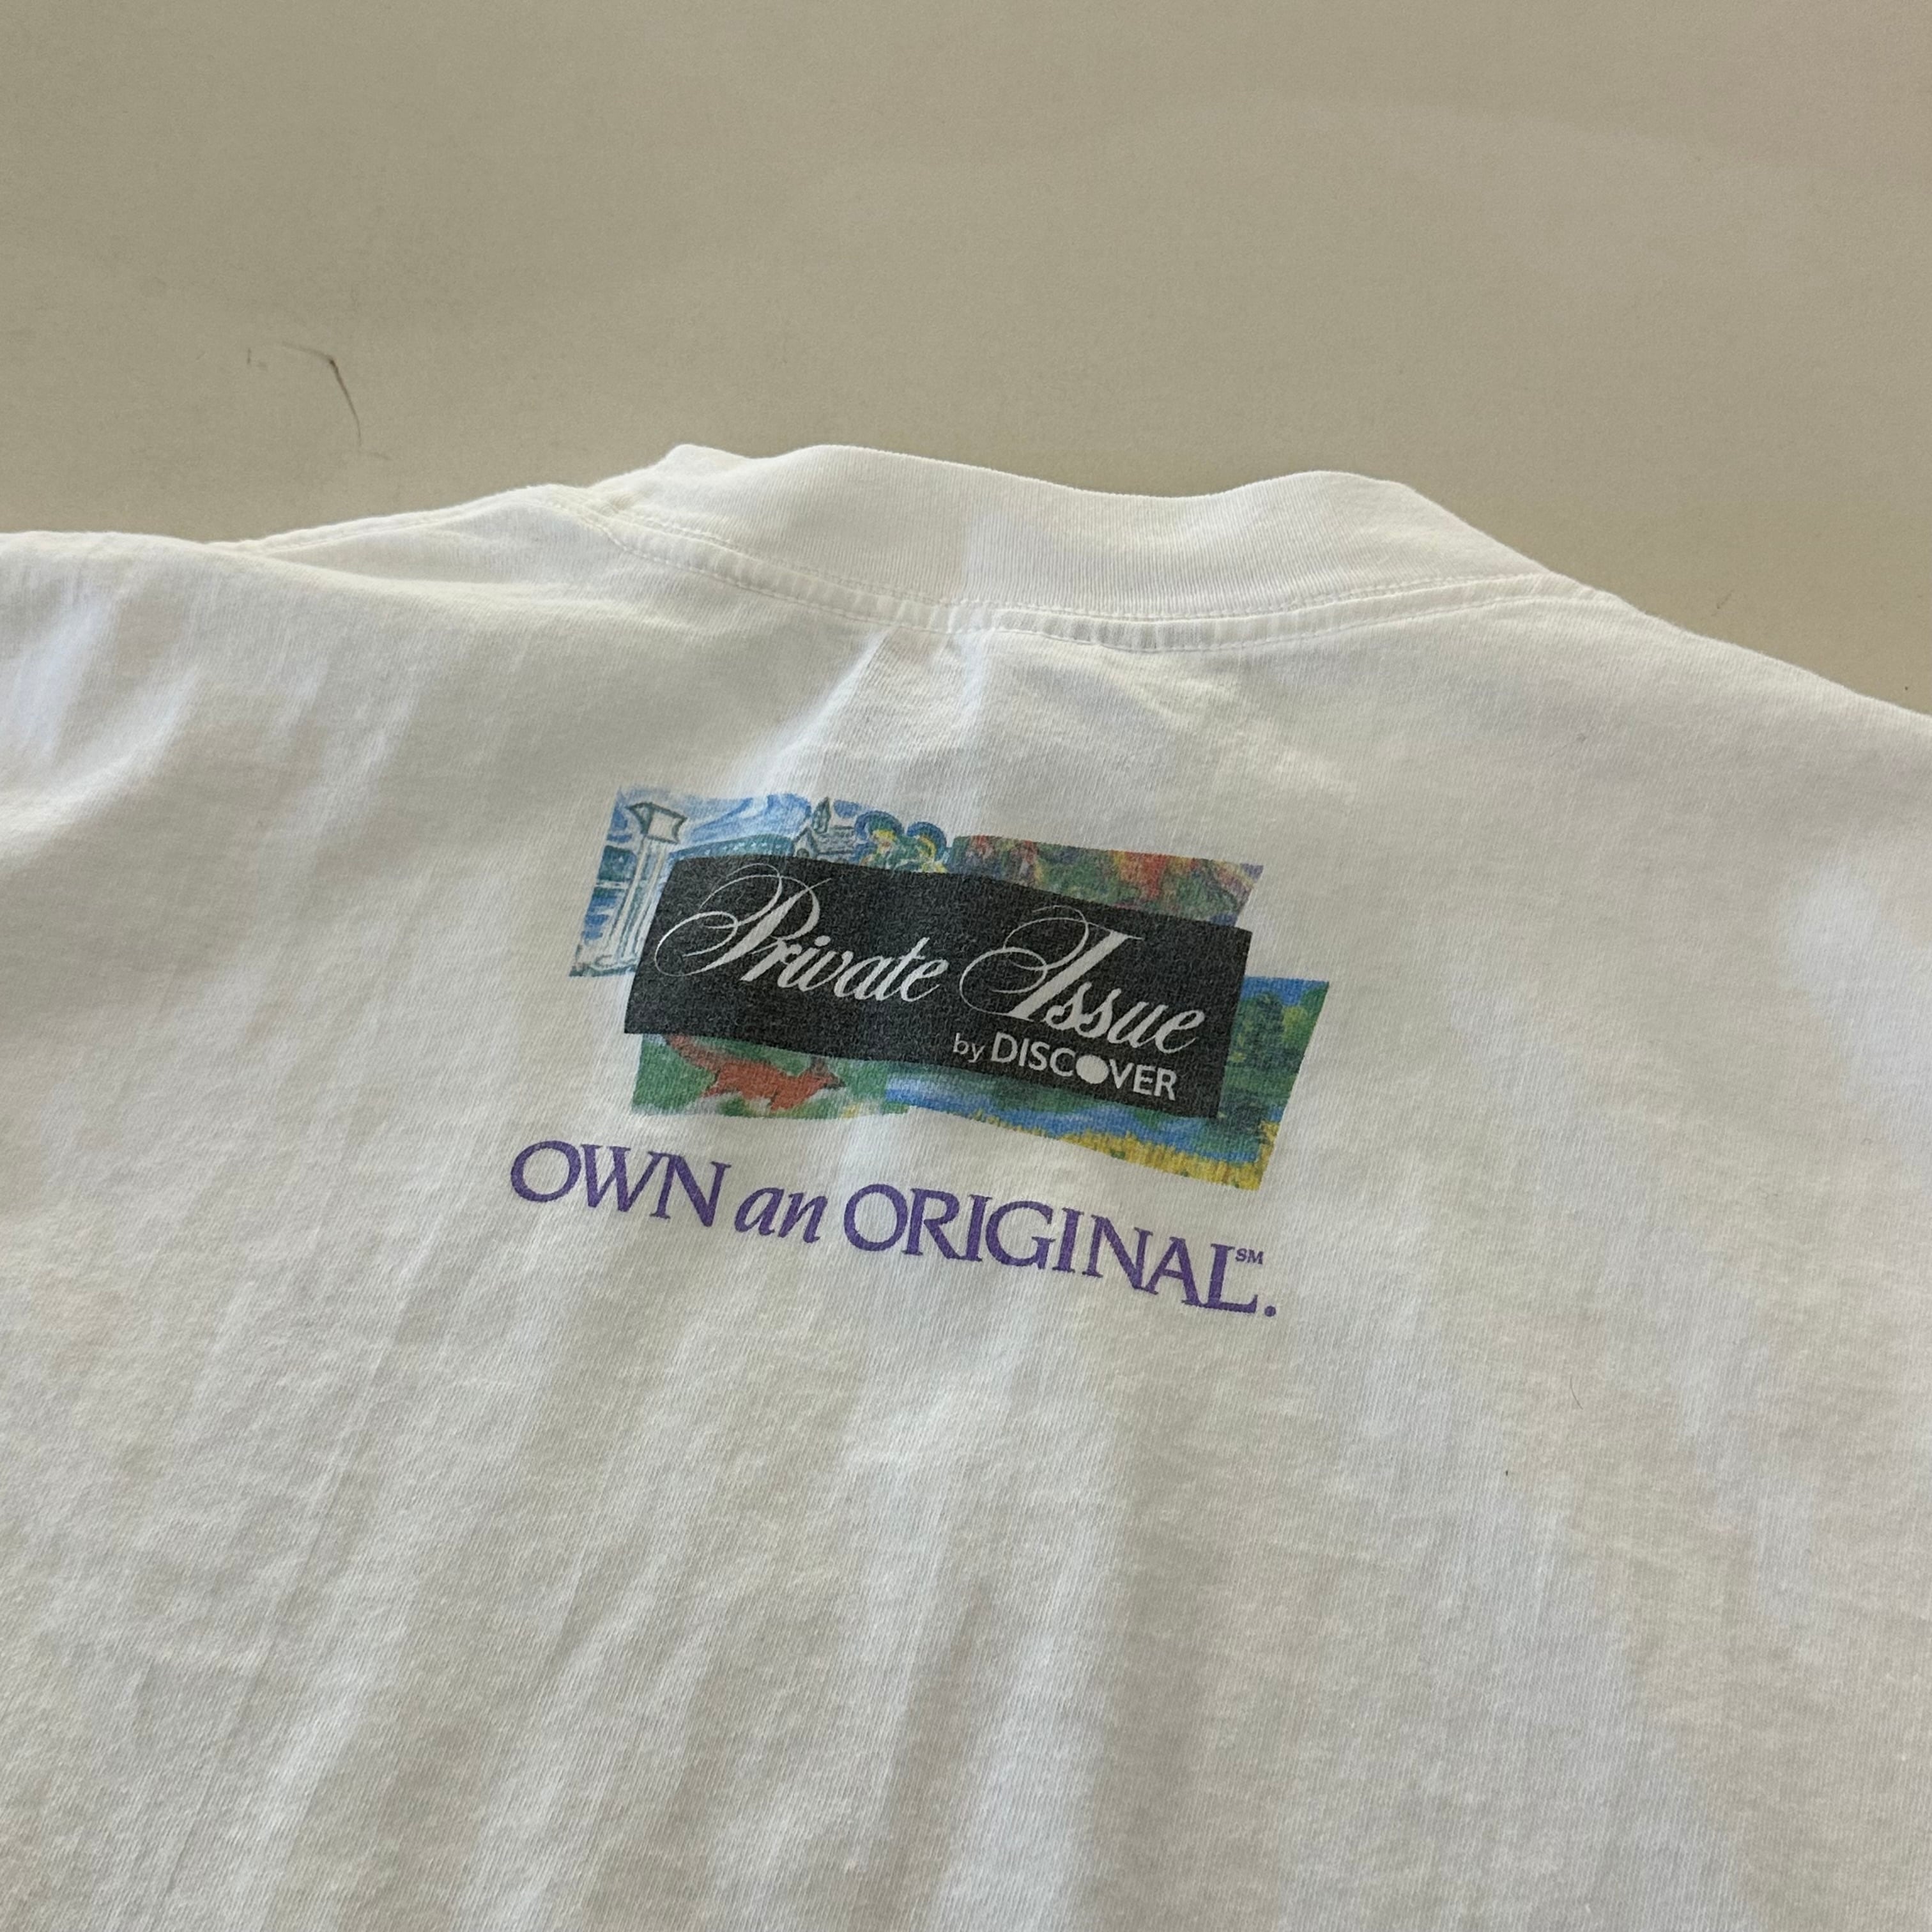 Private Issue
by DISCOVER
OWN an ORIGINAL℠.